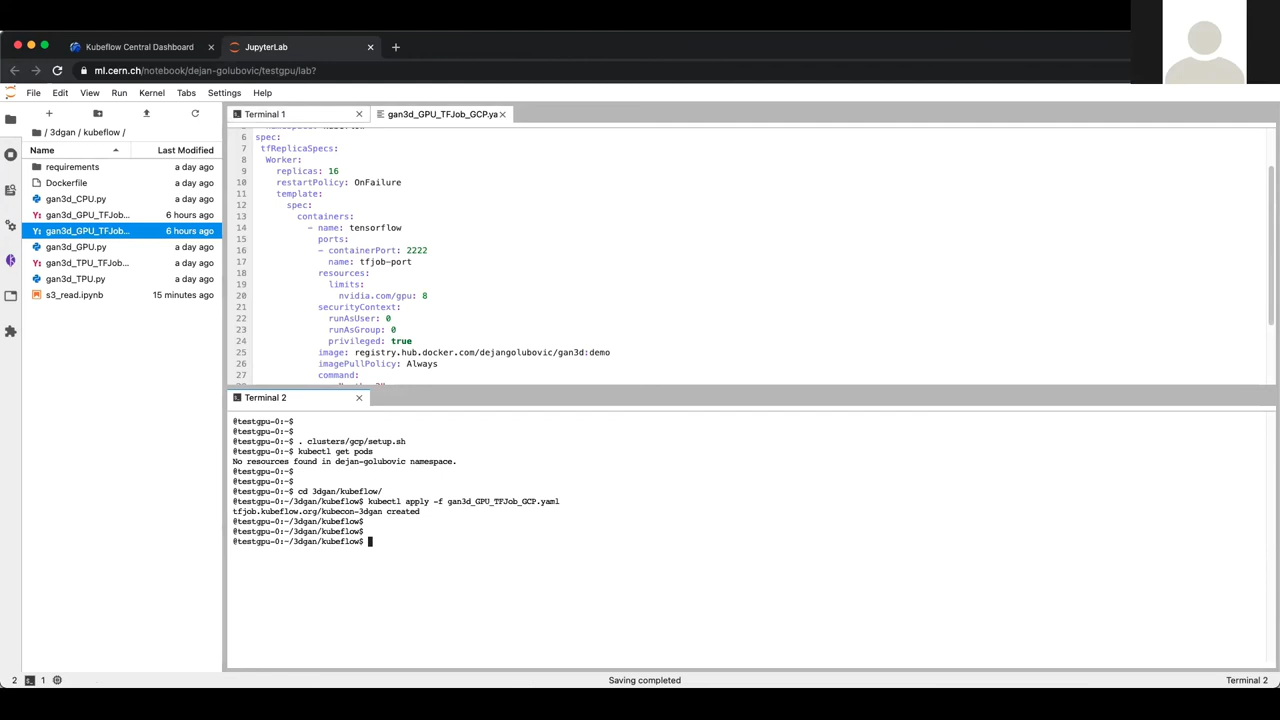 Kubeflow Central Dashboard
JupyterLab
ml.cern.ch/notebook/dejan-golubovic/testgpu/lab?
File Edit View Run Kernel Tabs Settings Help
/ 3dgan / kubeflow /
Name Last Modified
requirements a day ago
Dockerfile a day ago
gan3d_CPU.py a day ago
gan3d_GPU_TFJob... 6 hours ago
gan3d_GPU_TFJob... 6 hours ago
gan3d_GPU.py a day ago
gan3d_TPU_TFJob... a day ago
gan3d_TPU.py a day ago
s3_read.ipynb 15 minutes ago
Terminal 1
gan3d_GPU_TFJob_GCP.ya
6 spec:
7 tfReplicaSpecs:
8 Worker:
9 replicas: 16
10 restartPolicy: OnFailure
11 template:
12 spec:
13 containers:
14 - name: tensorflow
15 ports:
16 - containerPort: 2222
17 name: tfjob-port
18 resources:
19 limits:
20 nvidia.com/gpu: 8
21 securityContext:
22 runAsUser: 0
23 runAsGroup: 0
24 privileged: true
25 image: registry.hub.docker.com/dejangolubovic/gan3d:demo
26 imagePullPolicy: Always
27 command:
Terminal 2
@testgpu-0:~$
@testgpu-0:~$
@testgpu-0:~$ . clusters/gcp/setup.sh
@testgpu-0:~$ kubectl get pods
No resources found in dejan-golubovic namespace.
@testgpu-0:~$
@testgpu-0:~$
@testgpu-0:~$ cd 3dgan/kubeflow/
@testgpu-0:~/3dgan/kubeflow$ kubectl apply -f gan3d_GPU_TFJob_GCP.yaml
tfjob.kubeflow.org/kubecon-3dgan created
@testgpu-0:~/3dgan/kubeflow$
@testgpu-0:~/3dgan/kubeflow$
@testgpu-0:~/3dgan/kubeflow$
2 1 Saving completed Terminal 2